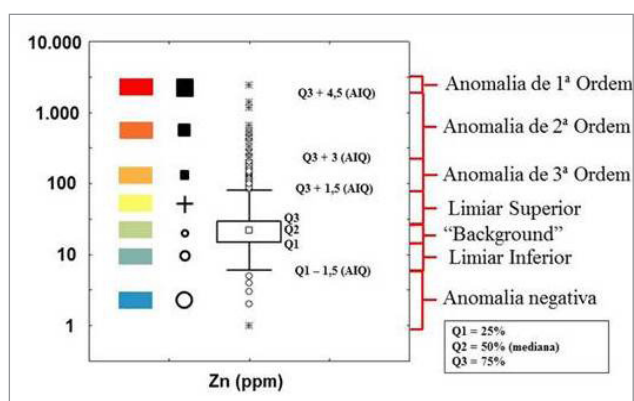 10.000
1.000
100
10
1
Q3 + 4,5 (AIQ)
Q3 + 3 (AIQ)
Q3 + 1,5 (AIQ)
Q3
Q2
Q1
Q1 – 1,5 (AIQ)
Zn (ppm)
Anomalia de 1ª Ordem
Anomalia de 2ª Ordem
Anomalia de 3ª Ordem
Limiar Superior
“Background”
Limiar Inferior
Anomalia negativa
Q1 = 25%
Q2 = 50% (mediana)
Q3 = 75%